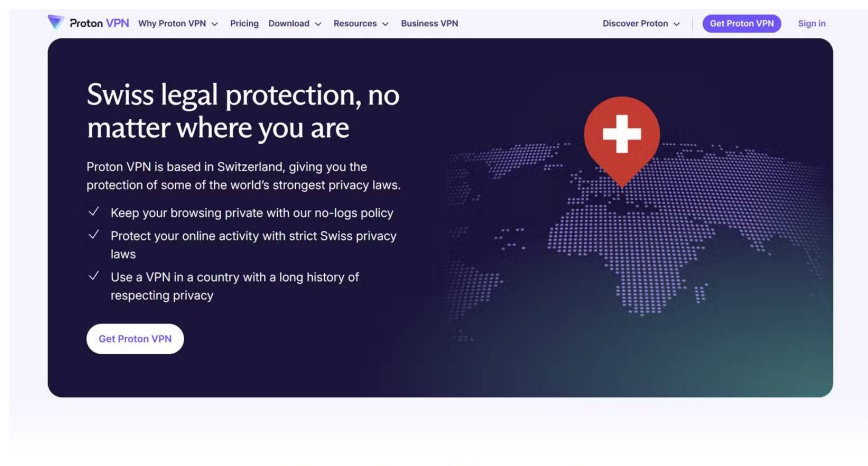 Proton VPN Why Proton VPN Pricing Download Resources Business VPN Discover Proton Get Proton VPN Sign in
Swiss legal protection, no
matter where you are
Proton VPN is based in Switzerland, giving you the
protection of some of the world's strongest privacy laws.
Keep your browsing private with our no-logs policy
Protect your online activity with strict Swiss privacy
laws
Use a VPN in a country with a long history of
respecting privacy
Get Proton VPN